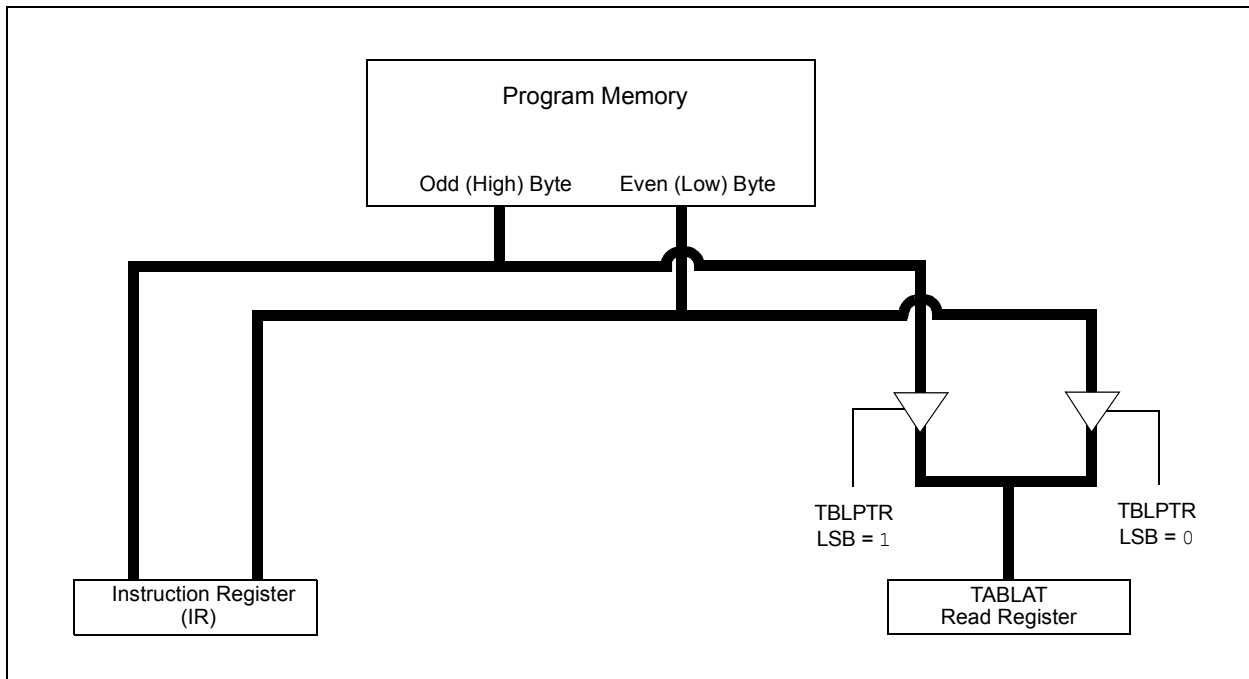 Program Memory
Odd (High) Byte
Even (Low) Byte
TBLPTR
LSB = 1
TBLPTR
LSB = 0
Instruction Register
(IR)
TABLAT
Read Register